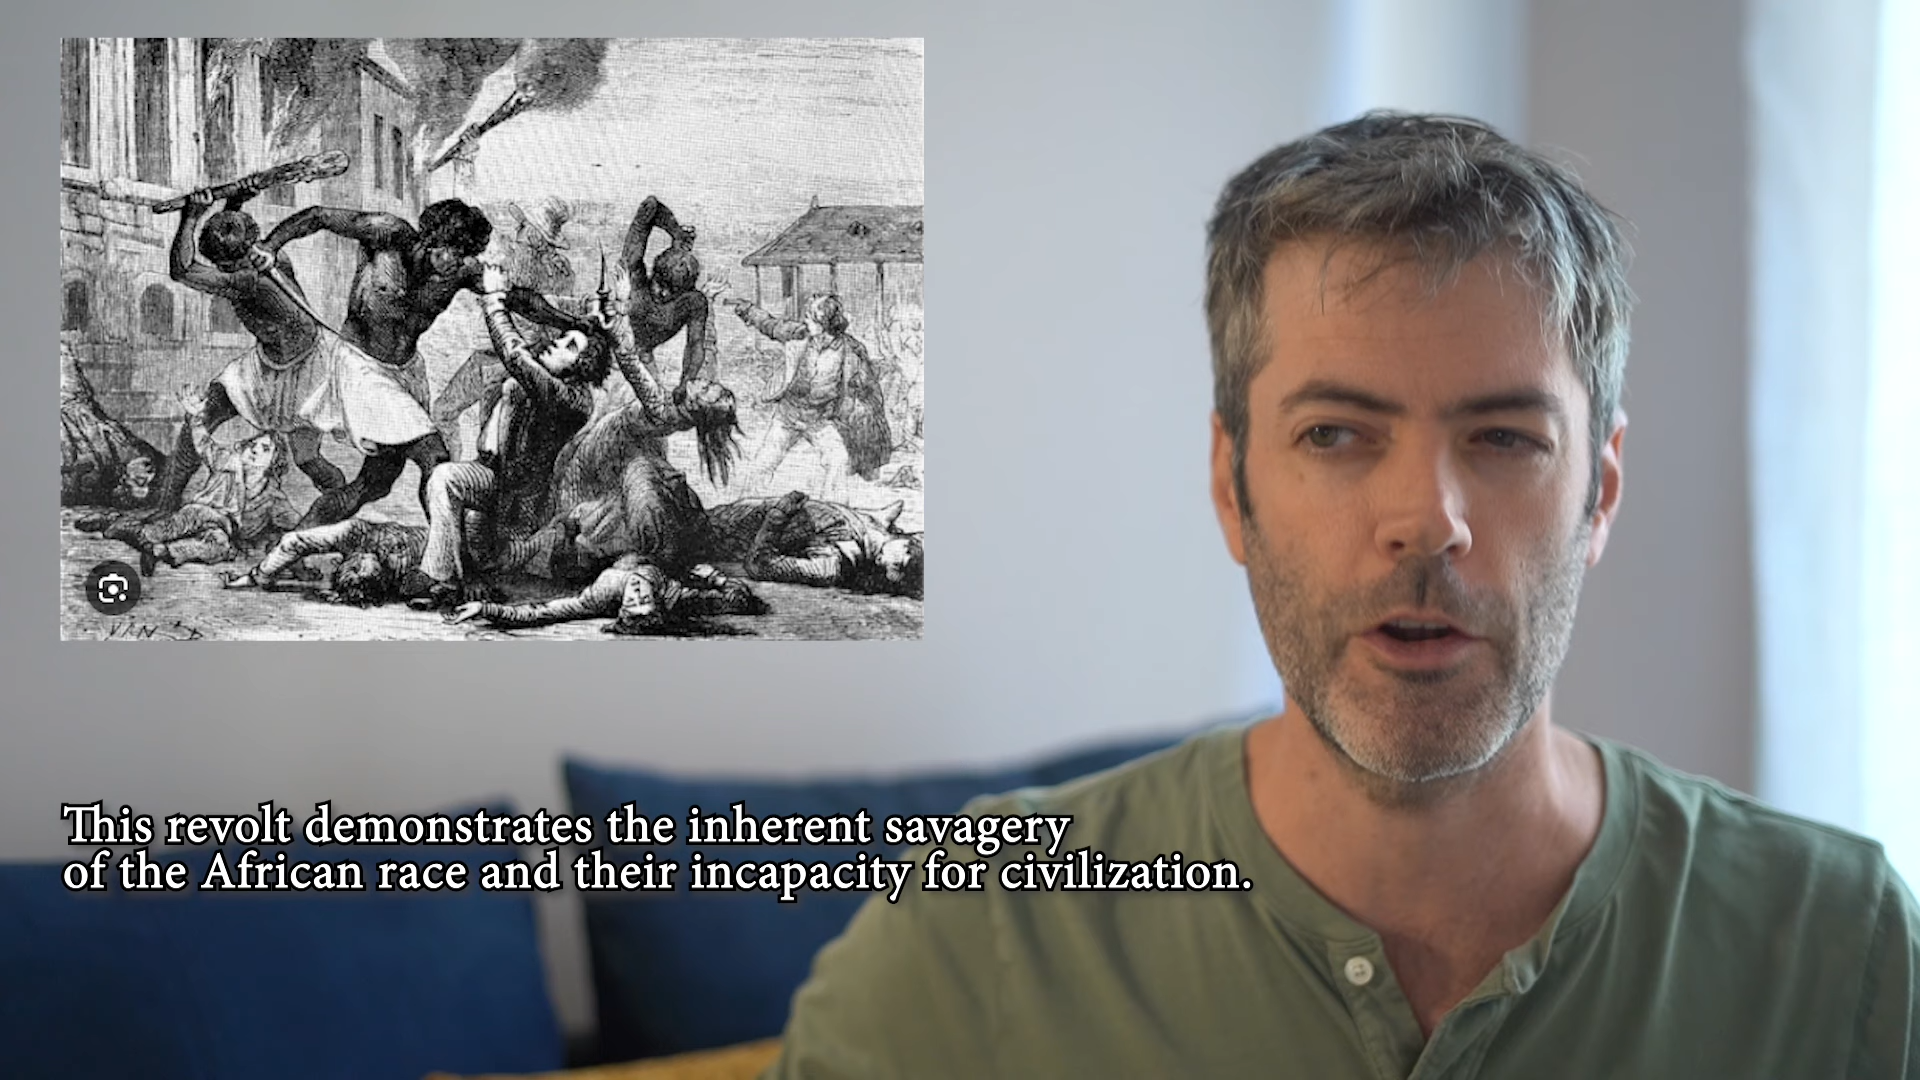 This revolt demonstrates the inherent savagery
of the African race and their incapacity for civilization.